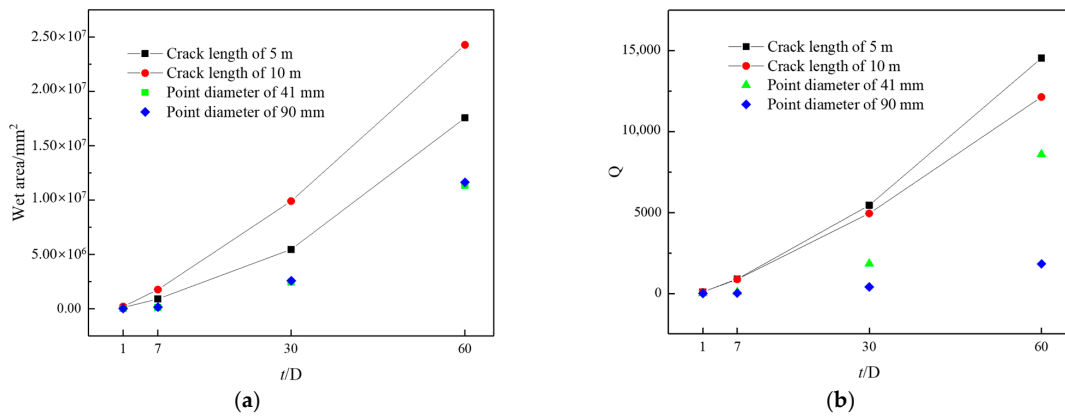 Wet area/mm²
2.50×10⁷
2.00×10⁷
1.50×10⁷
1.00×10⁷
5.00×10⁶
0.00
Crack length of 5 m
Crack length of 10 m
Point diameter of 41 mm
Point diameter of 90 mm
1 7 30 60
t/D
(a)
Q
15,000
10,000
5000
0
Crack length of 5 m
Crack length of 10 m
Point diameter of 41 mm
Point diameter of 90 mm
1 7 30 60
t/D
(b)